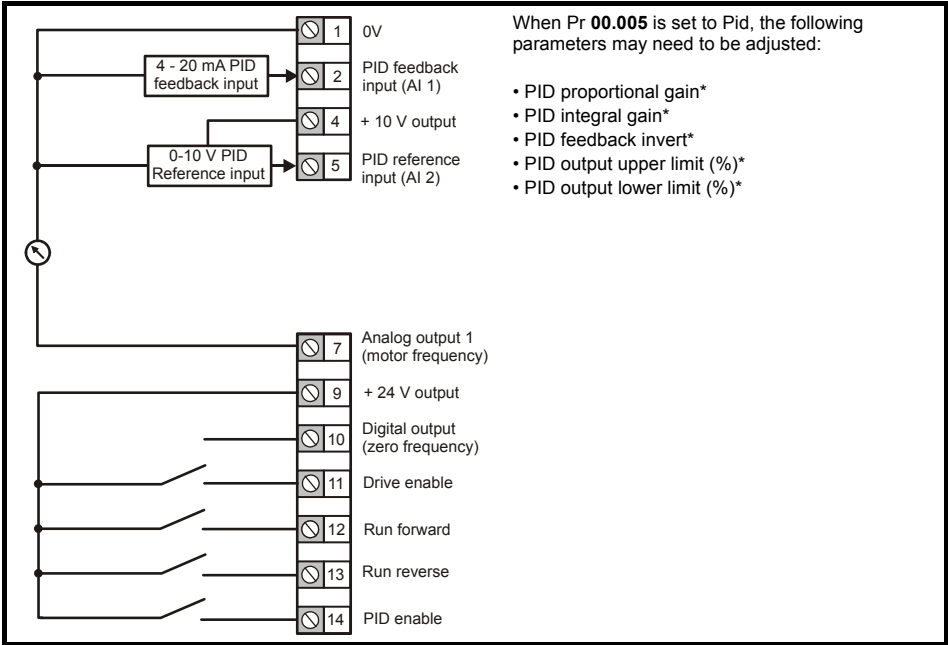 1 0V
4 - 20 mA PID
feedback input
2 PID feedback
input (AI 1)
4 + 10 V output
0-10 V PID
Reference input
5 PID reference
input (AI 2)
7 Analog output 1
(motor frequency)
9 + 24 V output
10 Digital output
(zero frequency)
11 Drive enable
12 Run forward
13 Run reverse
14 PID enable
When Pr 00.005 is set to Pid, the following
parameters may need to be adjusted:
• PID proportional gain*
• PID integral gain*
• PID feedback invert*
• PID output upper limit (%)*
• PID output lower limit (%)*